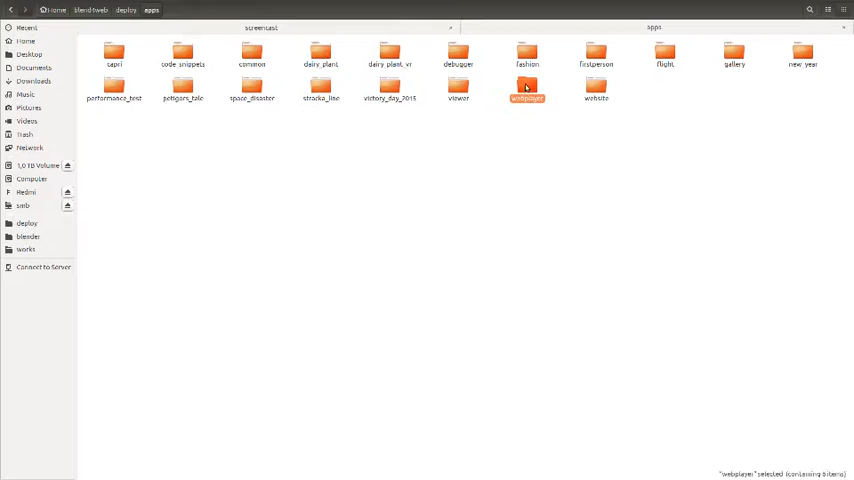 Home blend4web deploy apps
screencast
apps
Recent
Home
Desktop
Documents
Downloads
Music
Pictures
Videos
Trash
Network
1,0 TB Volume
Computer
Redmi
smb
deploy
blender
works
Connect to Server
capri code_snippets common dairy_plant dairy_plant_vr debugger fashion firstperson flight gallery new_year
performance_test petigors_tale space_disaster stracka_line victory_day_2015 viewer webplayer website
"webplayer" selected (containing 6 items)